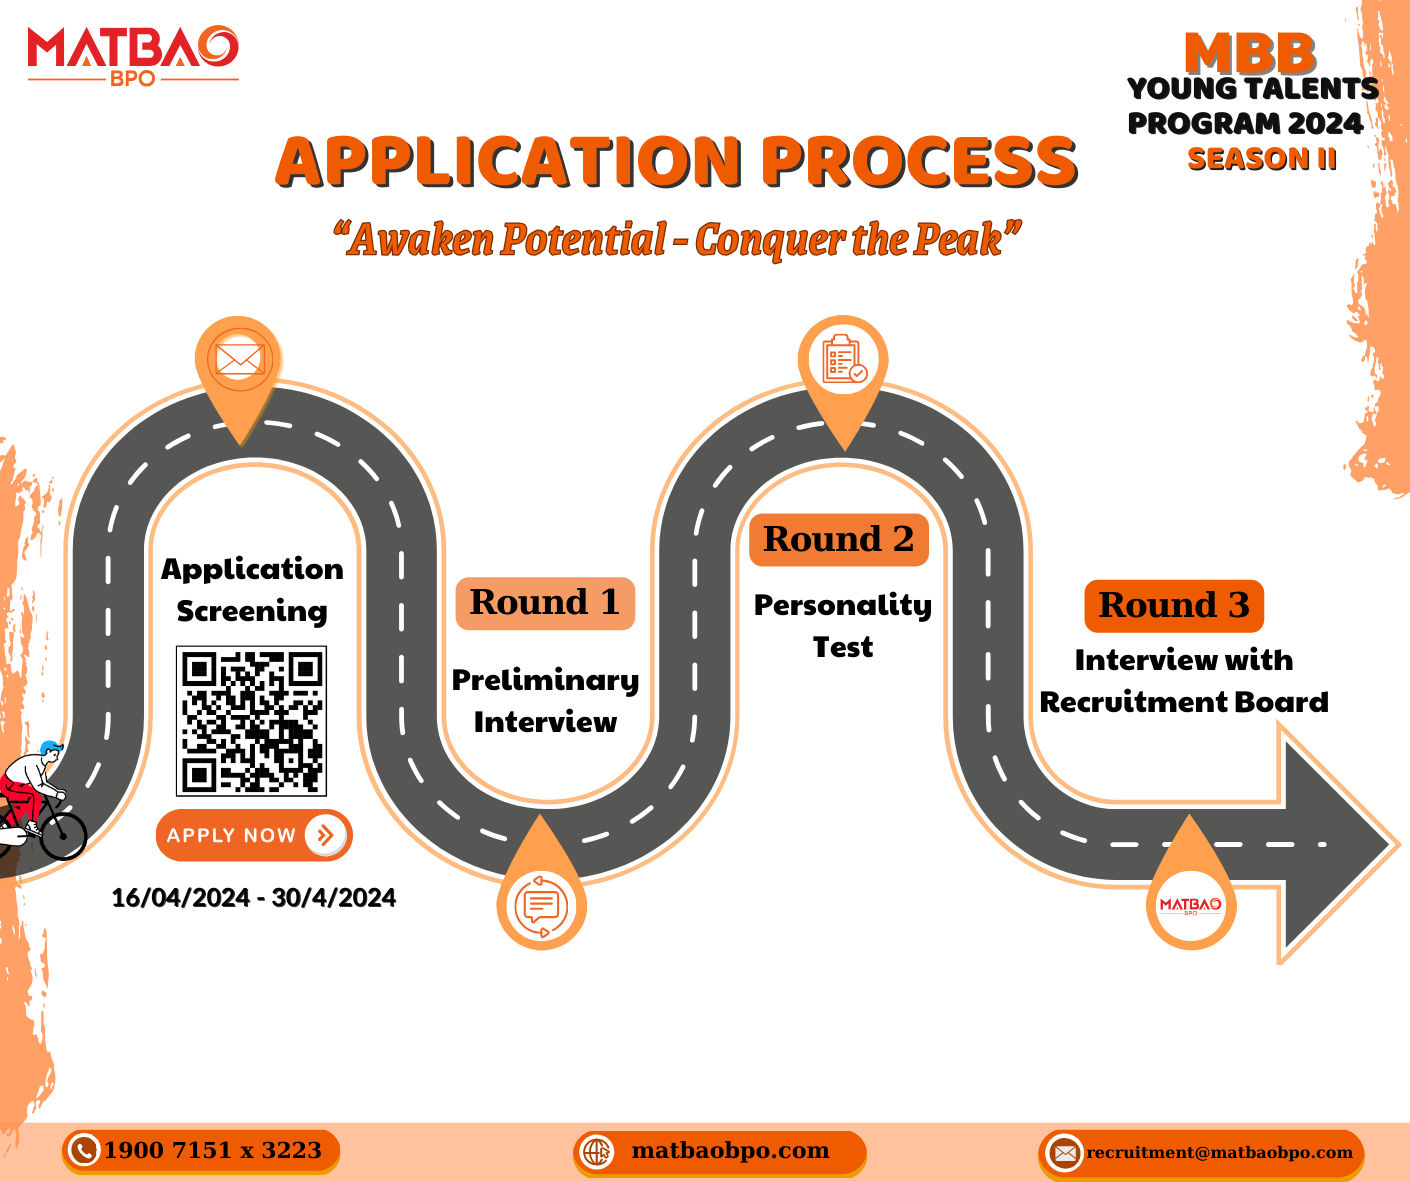 MATBAO
BPO
MBB
YOUNG TALENTS
PROGRAM 2024
SEASON II
APPLICATION PROCESS
“Awaken Potential - Conquer the Peak”
Application
Screening
APPLY NOW
16/04/2024 - 30/4/2024
Round 1
Preliminary
Interview
Round 2
Personality
Test
Round 3
Interview with
Recruitment Board
MATBAO
BPO
1900 7151 x 3223
matbaobpo.com
recruitment@matbaobpo.com